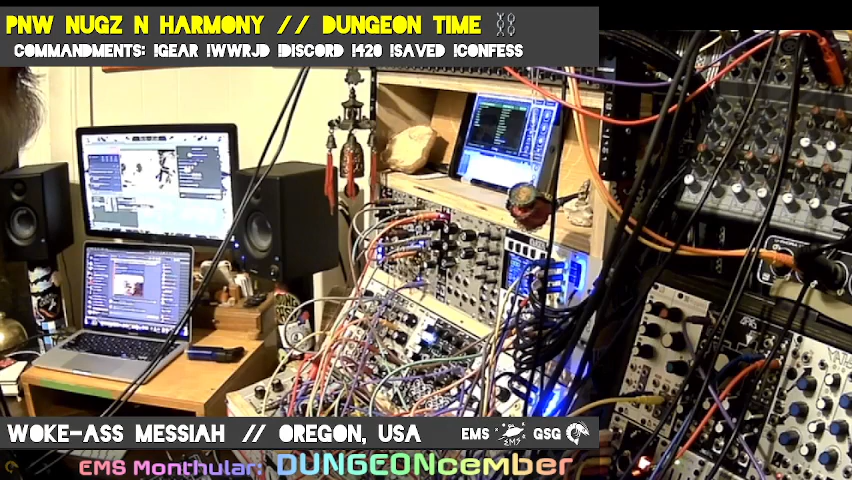 PNW NUGZ N HARMONY // DUNGEON TIME
COMMANDMENTS: !GEAR !WWRJD !DISCORD !420 !SAVED !CONFESS
WOKE-ASS MESSIAH // OREGON, USA
EMS
EMS
GSG
EMS Monthular: DUNGEONcember